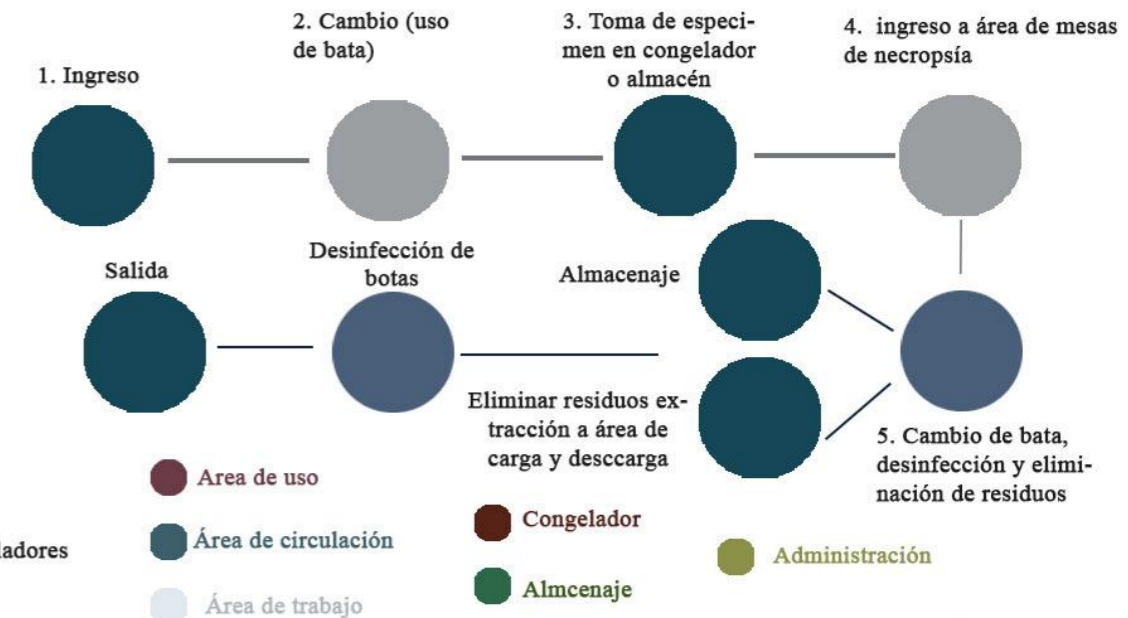 1. Ingreso
2. Cambio (uso
de bata)
3. Toma de especi-
men en congelador
o almacén
4. ingreso a área de mesas
de necropsía
Salida
Desinfección de
botas
Almacenaje
Eliminar residuos ex-
tracción a área de
carga y desccarga
5. Cambio de bata,
desinfección y elimi-
nación de residuos
Area de uso
Área de circulación
Área de trabajo
Congelador
Almcenaje
Administración
ladores